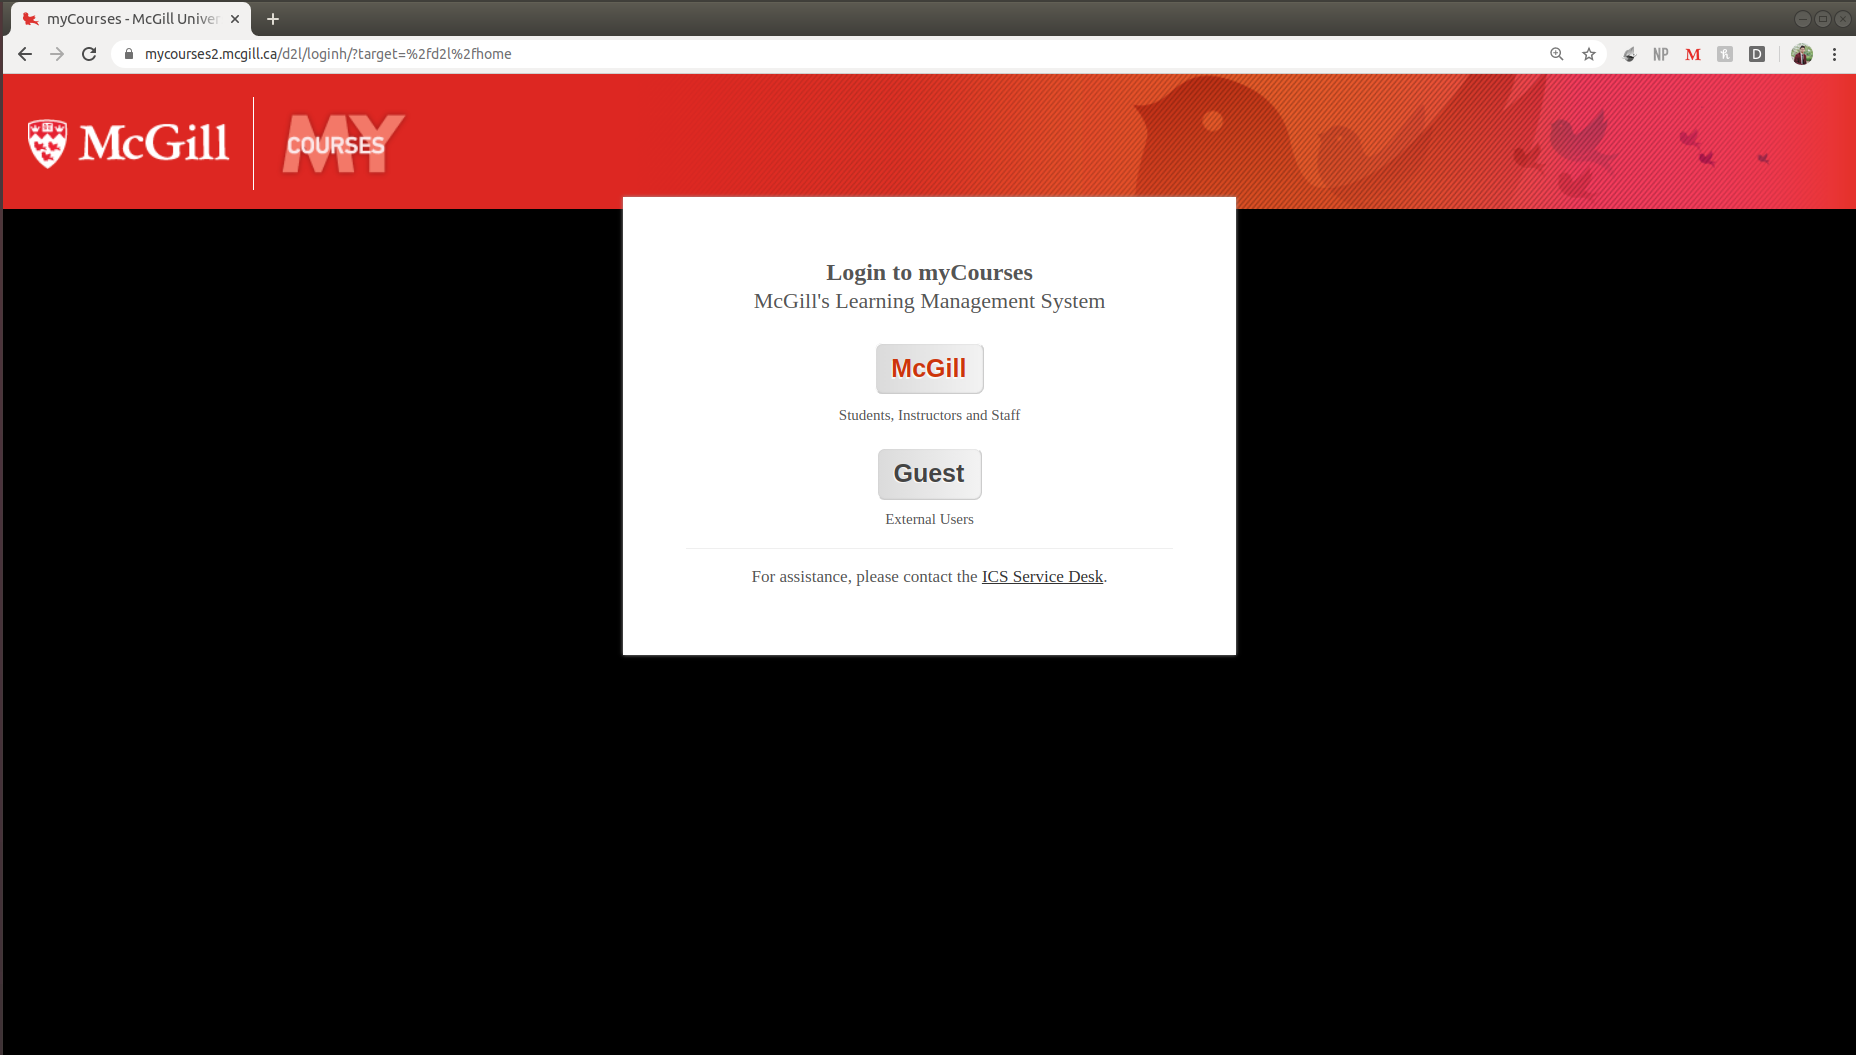 myCourses - McGill Univer
mycourses2.mcgill.ca/d2l/loginh/?target=%2fd2l%2fhome
NP
M
D
McGill
MY
COURSES
Login to myCourses
McGill's Learning Management System
McGill
Students, Instructors and Staff
Guest
External Users
For assistance, please contact the ICS Service Desk.